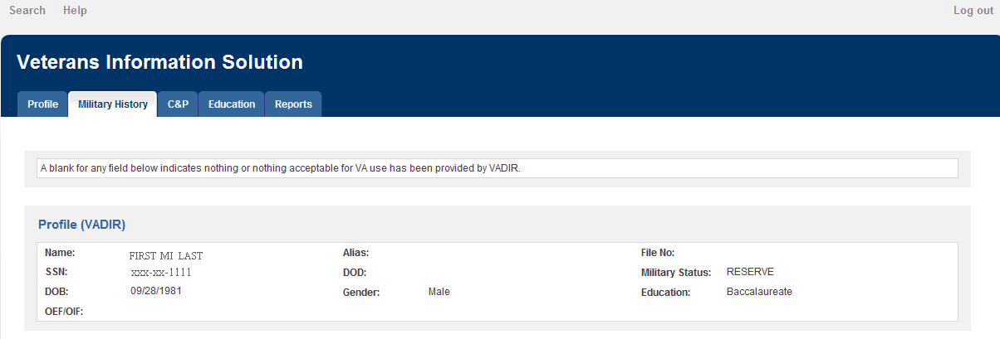 Search Help Log out
Veterans Information Solution
Profile Military History C&P Education Reports
A blank for any field below indicates nothing or nothing acceptable for VA use has been provided by VADIR.
Profile (VADIR)
Name: FIRST MI LAST Alias: File No:
SSN: xxx-xx-1111 DOD: Military Status: RESERVE
DOB: 09/28/1981 Gender: Male Education: Baccalaureate
OEF/OIF: